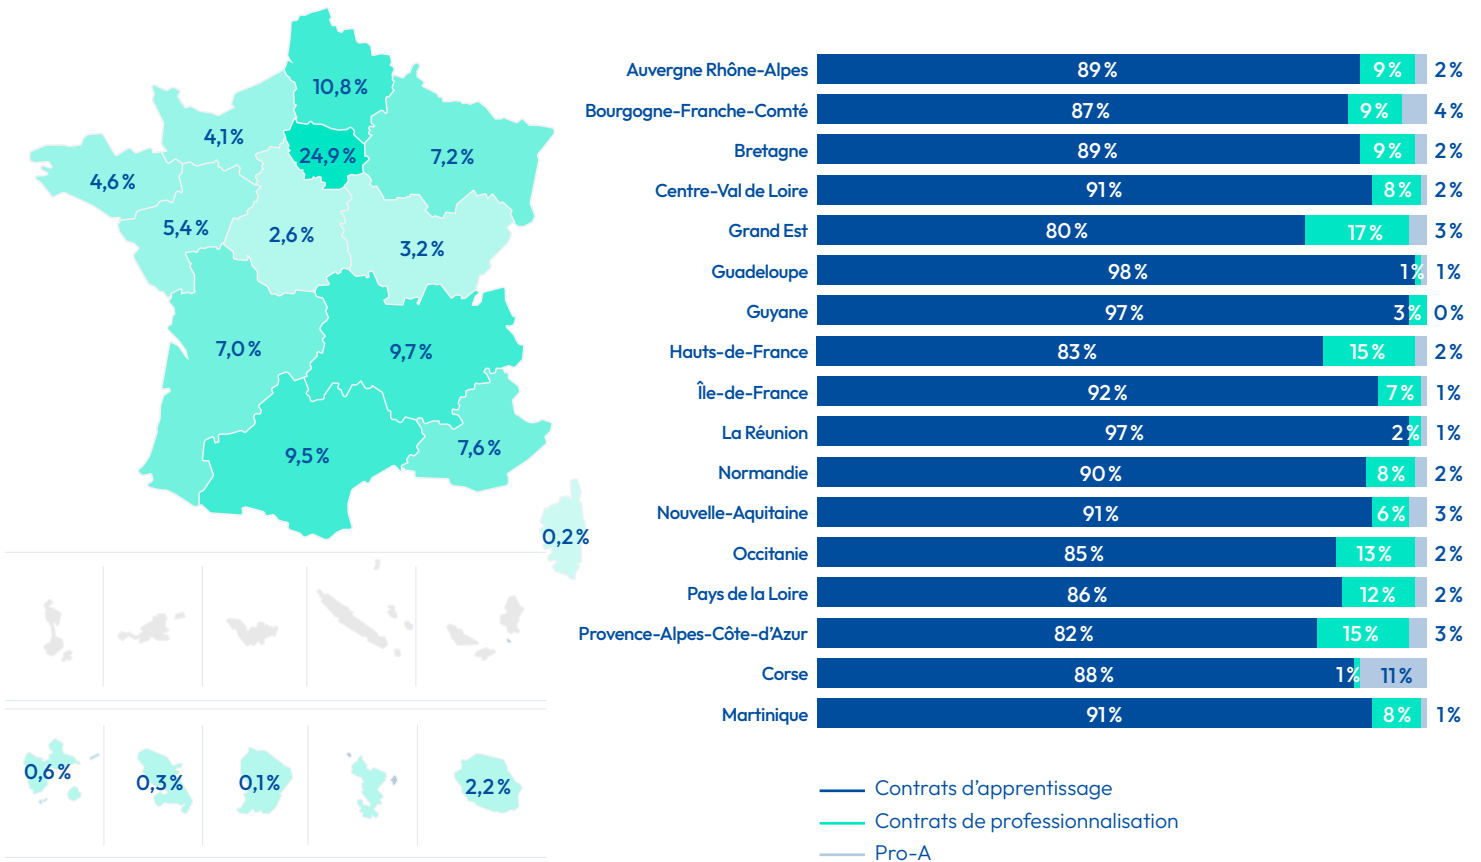 10,8 %
4,1 %
24,9 %
7,2 %
4,6 %
5,4 %
2,6 %
3,2 %
7,0 %
9,7 %
9,5 %
7,6 %
0,2 %
0,6 %
0,3 %
0,1 %
2,2 %
Auvergne Rhône-Alpes 89 % 9 % 2 %
Bourgogne-Franche-Comté 87 % 9 % 4 %
Bretagne 89 % 9 % 2 %
Centre-Val de Loire 91 % 8 % 2 %
Grand Est 80 % 17 % 3 %
Guadeloupe 98 % 1 % 1 %
Guyane 97 % 3 % 0 %
Hauts-de-France 83 % 15 % 2 %
Île-de-France 92 % 7 % 1 %
La Réunion 97 % 2 % 1 %
Normandie 90 % 8 % 2 %
Nouvelle-Aquitaine 91 % 6 % 3 %
Occitanie 85 % 13 % 2 %
Pays de la Loire 86 % 12 % 2 %
Provence-Alpes-Côte-d'Azur 82 % 15 % 3 %
Corse 88 % 1 % 11 %
Martinique 91 % 8 % 1 %
Contrats d'apprentissage
Contrats de professionnalisation
Pro-A